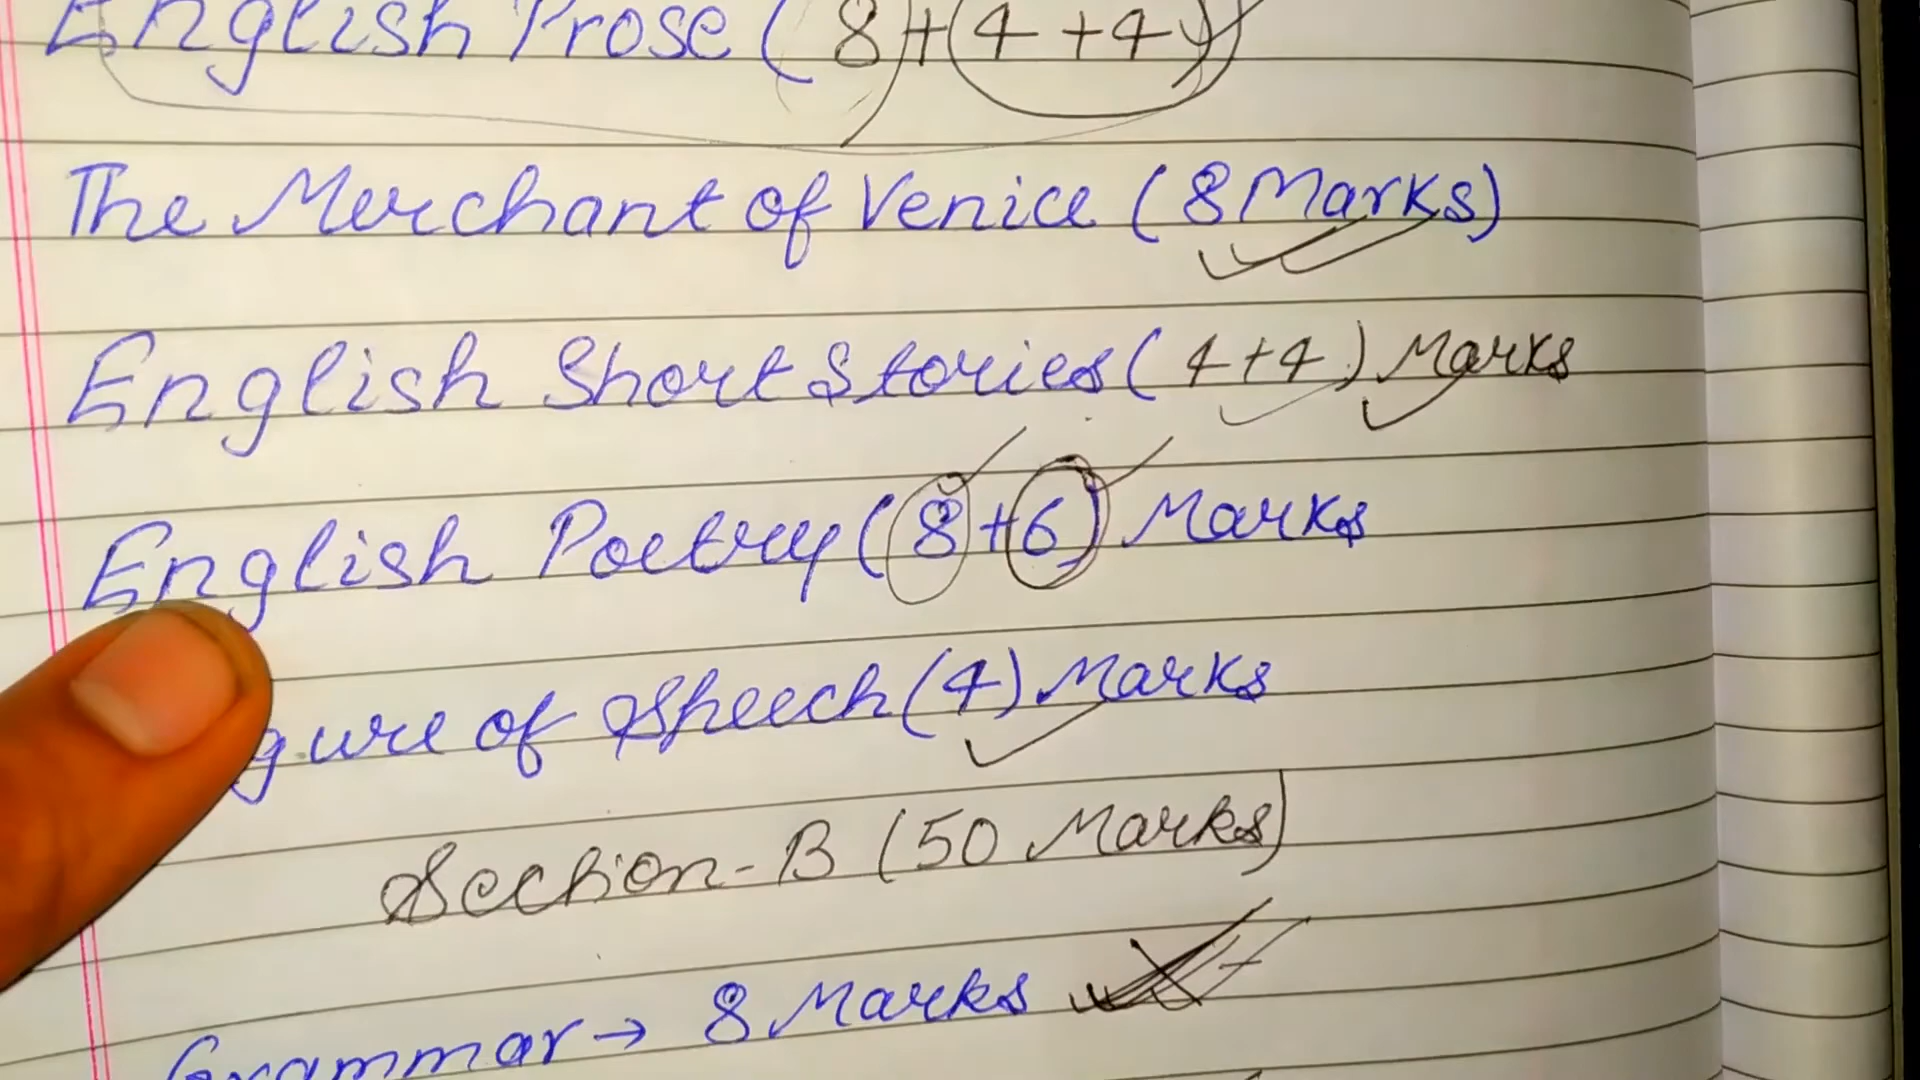 English Prose (8)+(4+4)
The Merchant of Venice (8 Marks)
English Short Stories (4+4) Marks
English Poetry (8+6) Marks
gure of Speech (4) Marks
Section-B (50 Marks)
Grammar → 8 Marks